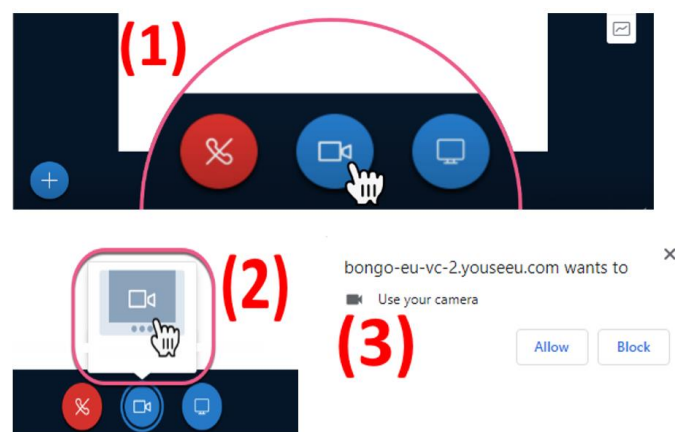 (1)
(2)
bongo-eu-vc-2.youseeu.com wants to
Use your camera
(3)
Allow
Block